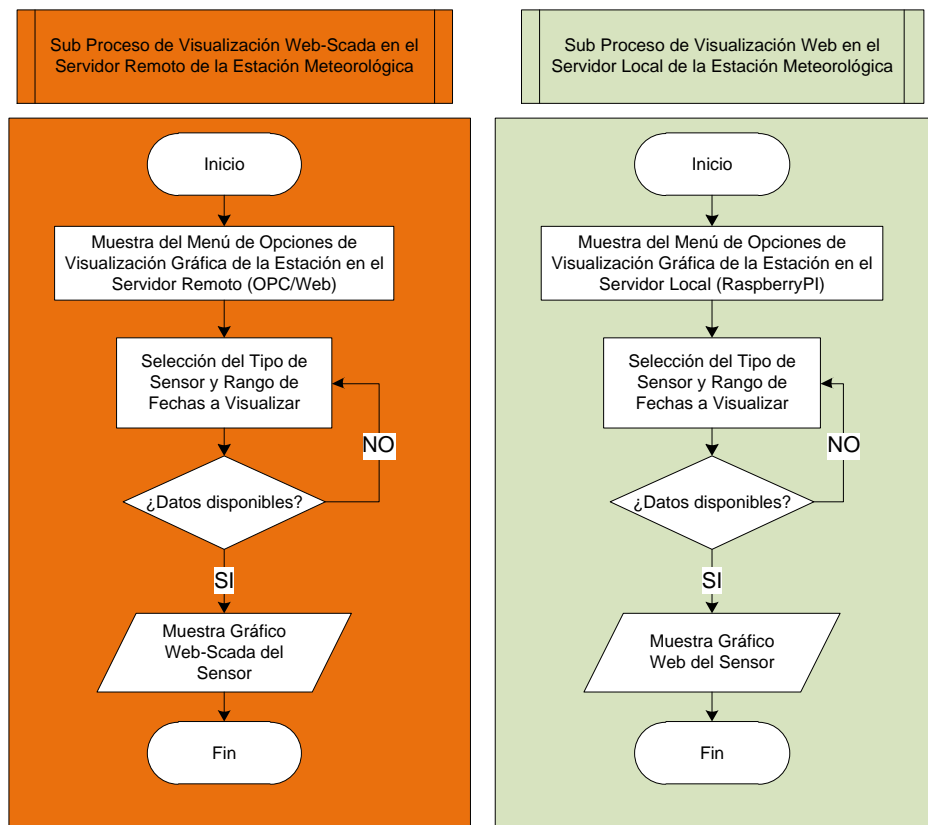 Sub Proceso de Visualización Web-Scada en el
Servidor Remoto de la Estación Meteorológica
Inicio
Muestra del Menú de Opciones de
Visualización Gráfica de la Estación en el
Servidor Remoto (OPC/Web)
Selección del Tipo de
Sensor y Rango de
Fechas a Visualizar
NO
¿Datos disponibles?
SI
Muestra Gráfico
Web-Scada del
Sensor
Fin
Sub Proceso de Visualización Web en el
Servidor Local de la Estación Meteorológica
Inicio
Muestra del Menú de Opciones de
Visualización Gráfica de la Estación en el
Servidor Local (RaspberryPI)
Selección del Tipo de
Sensor y Rango de
Fechas a Visualizar
NO
¿Datos disponibles?
SI
Muestra Gráfico
Web del Sensor
Fin